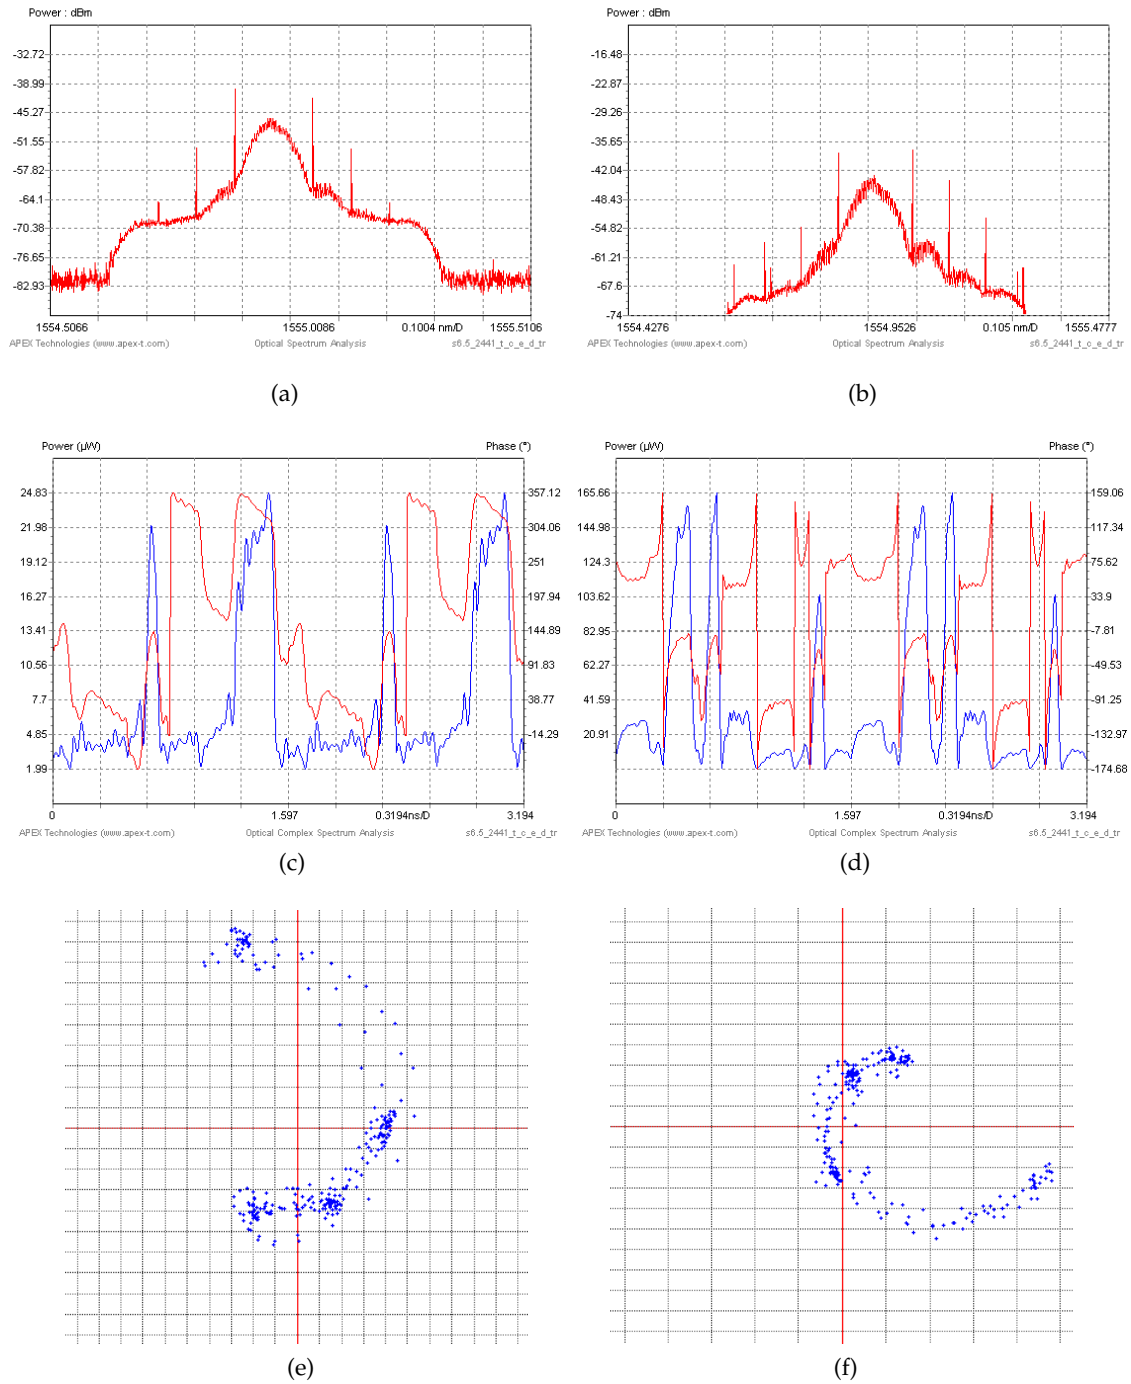 Power : dBm
-32.72
-38.99
-45.27
-51.55
-57.82
-64.1
-70.38
-76.65
-82.93
1554.5066 1555.0086 0.1004 nm/D 1555.5106
APEX Technologies (www.apex-t.com) Optical Spectrum Analysis s6.5_2441_t_c_e_d_tr
(a)
Power : dBm
-16.48
-22.87
-29.26
-35.65
-42.04
-48.43
-54.82
-61.21
-67.6
-74
1554.4276 1554.9526 0.105 nm/D 1555.4777
APEX Technologies (www.apex-t.com) Optical Spectrum Analysis s6.5_2441_t_c_e_d_tr
(b)
Power (µW) Phase (°)
24.83 357.12
21.98 304.06
19.12 251
16.27 197.94
13.41 144.89
10.56 91.83
7.7 38.77
4.85 -14.29
1.99
0 1.597 0.3194ns/D 3.194
APEX Technologies (www.apex-t.com) Optical Complex Spectrum Analysis s6.5_2441_t_c_e_d_tr
(c)
Power (µW) Phase (°)
165.66 159.06
144.98 117.34
124.3 75.62
103.62 33.9
82.95 -7.81
62.27 -49.53
41.59 -91.25
20.91 -132.97
-174.68
0 1.597 0.3194ns/D 3.194
APEX Technologies (www.apex-t.com) Optical Complex Spectrum Analysis s6.5_2441_t_c_e_d_tr
(d)
(e)
(f)